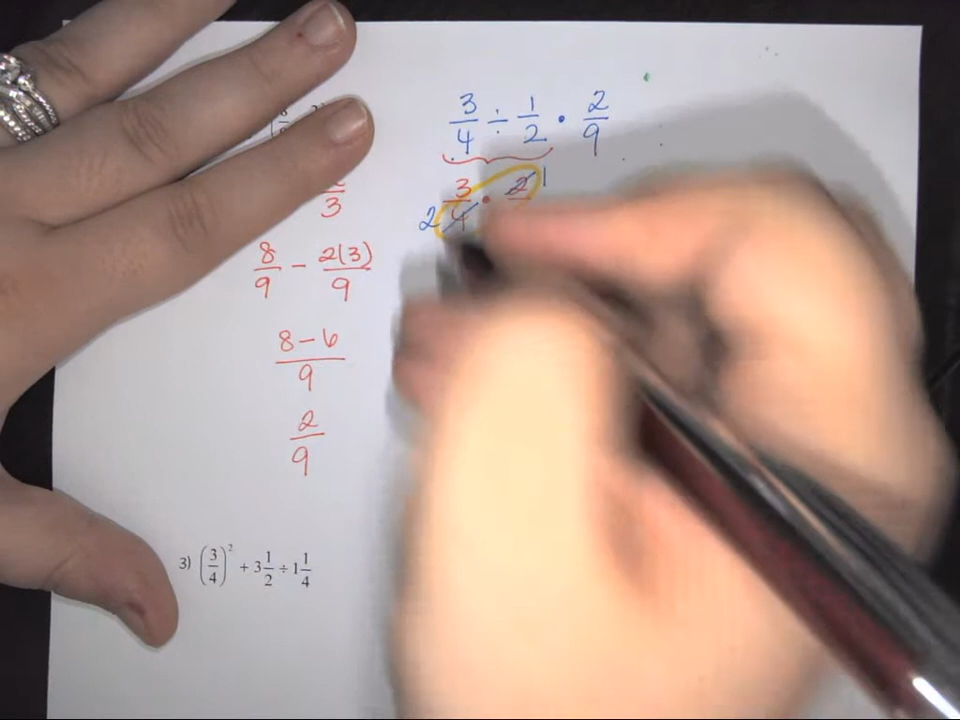 3/4 ÷ 1/2 · 2/9
3/4 · 2 1
2
3
8/9 - 2(3)/9
8-6/9
2/9
3) (3/4)² + 3 1/2 ÷ 1 1/4